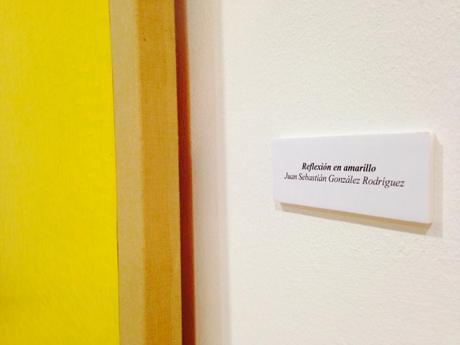 Reflexión en amarillo
Juan Sebastián González Rodríguez